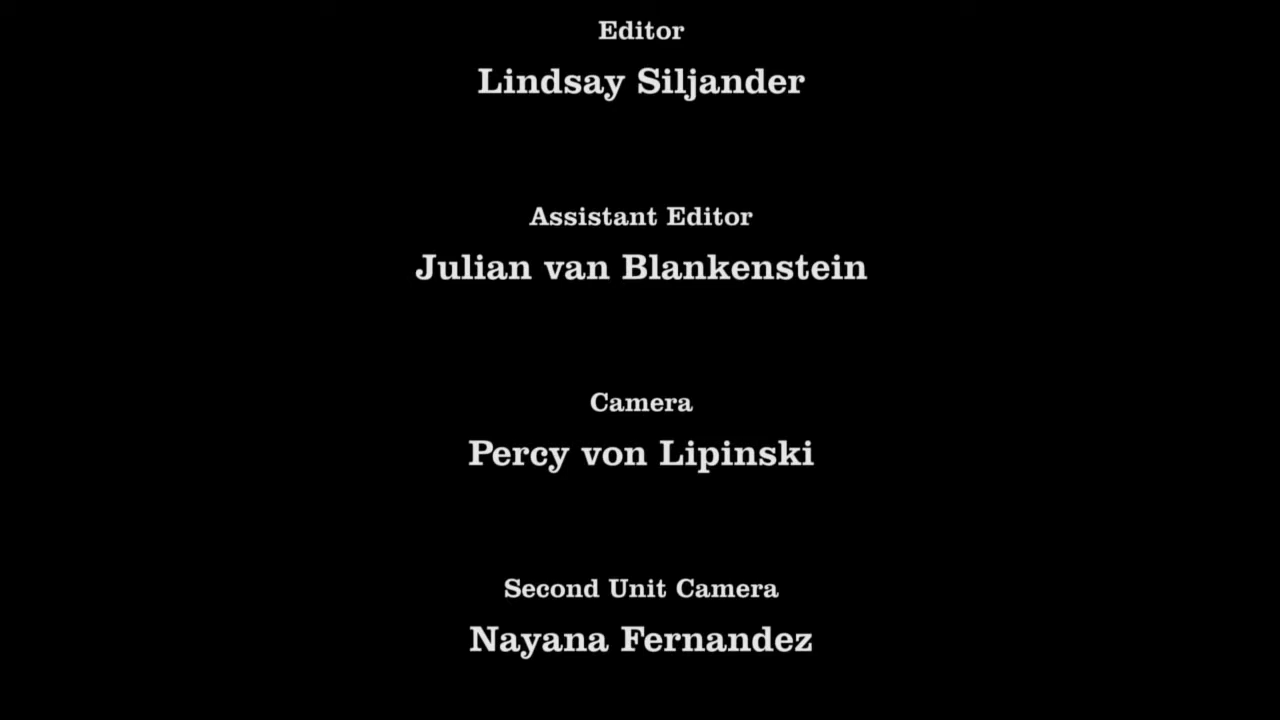 Editor
Lindsay Siljander
Assistant Editor
Julian van Blankenstein
Camera
Percy von Lipinski
Second Unit Camera
Nayana Fernandez